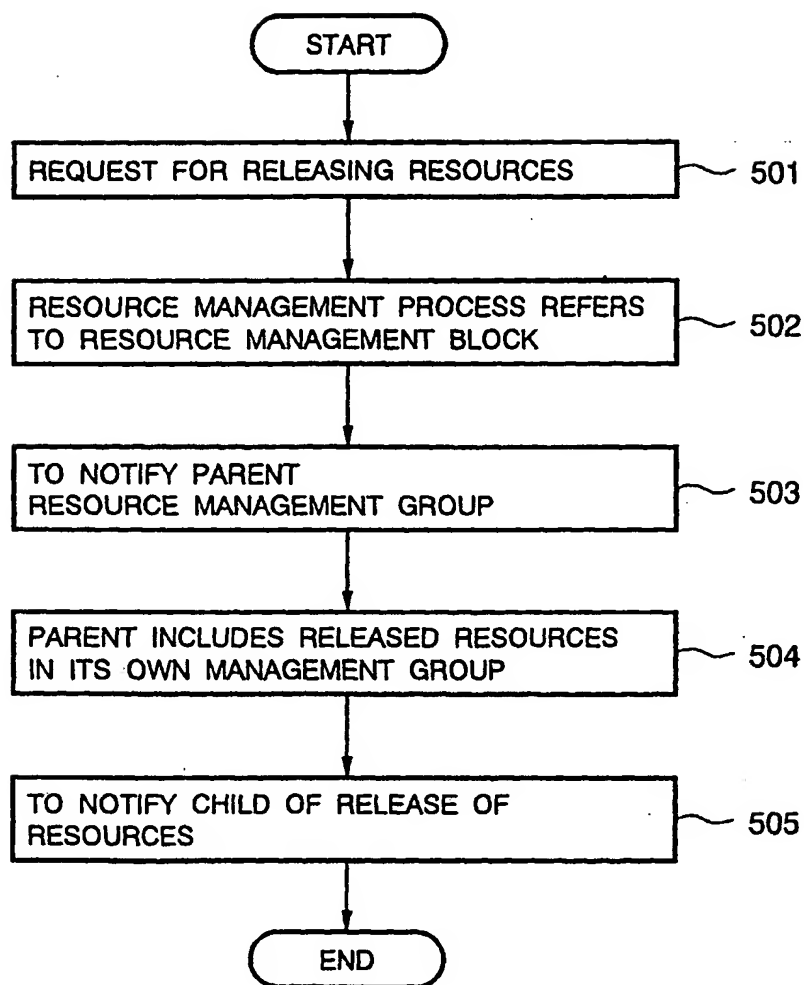 START
REQUEST FOR RELEASING RESOURCES
501
RESOURCE MANAGEMENT PROCESS REFERS
TO RESOURCE MANAGEMENT BLOCK
502
TO NOTIFY PARENT
RESOURCE MANAGEMENT GROUP
503
PARENT INCLUDES RELEASED RESOURCES
IN ITS OWN MANAGEMENT GROUP
504
TO NOTIFY CHILD OF RELEASE OF
RESOURCES
505
END